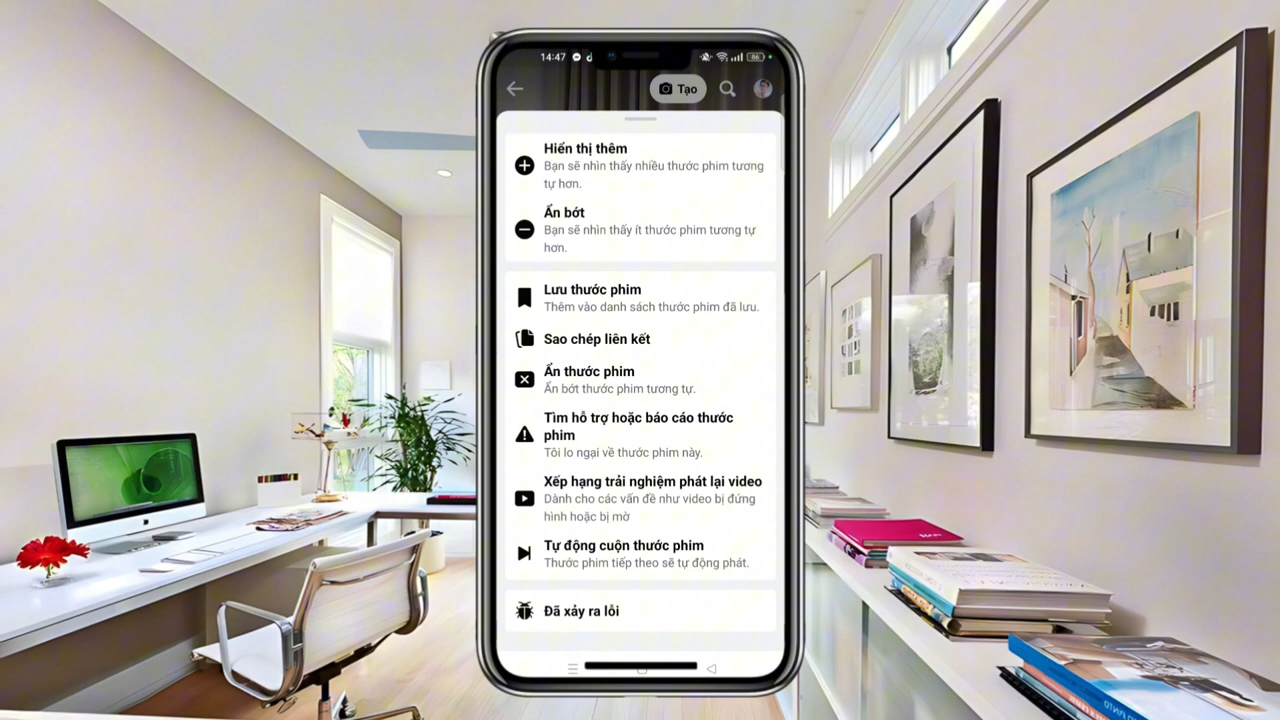 14:47
86
Tạo
Hiển thị thêm
Bạn sẽ nhìn thấy nhiều thước phim tương
tự hơn.
Ẩn bớt
Bạn sẽ nhìn thấy ít thước phim tương tự
hơn.
Lưu thước phim
Thêm vào danh sách thước phim đã lưu.
Sao chép liên kết
Ẩn thước phim
Ẩn bớt thước phim tương tự.
Tìm hỗ trợ hoặc báo cáo thước
phim
Tôi lo ngại về thước phim này.
Xếp hạng trải nghiệm phát lại video
Dành cho các vấn đề như video bị đứng
hình hoặc bị mờ
Tự động cuộn thước phim
Thước phim tiếp theo sẽ tự động phát.
Đã xảy ra lỗi